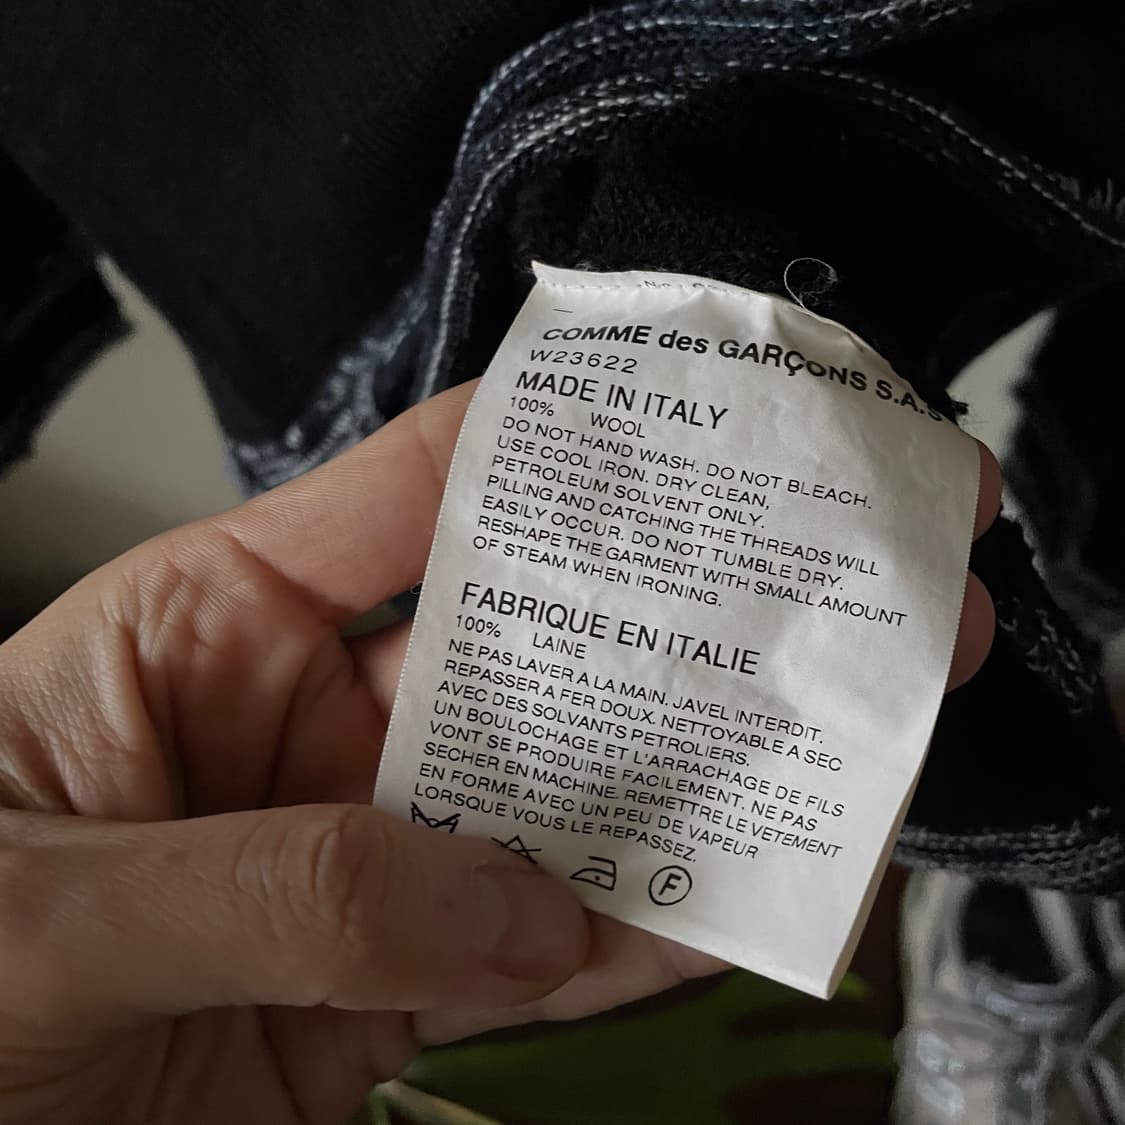 COMME des GARÇONS S.A.S
W23622
MADE IN ITALY
100% WOOL
DO NOT HAND WASH. DO NOT BLEACH.
USE COOL IRON. DRY CLEAN,
PETROLEUM SOLVENT ONLY.
PILLING AND CATCHING THE THREADS WILL
EASILY OCCUR. DO NOT TUMBLE DRY.
RESHAPE THE GARMENT WITH SMALL AMOUNT
OF STEAM WHEN IRONING.
FABRIQUE EN ITALIE
100% LAINE
NE PAS LAVER A LA MAIN. JAVEL INTERDIT.
REPASSER A FER DOUX. NETTOYABLE A SEC
AVEC DES SOLVANTS PETROLIERS.
UN BOULOCHAGE ET L'ARRACHAGE DE FILS
VONT SE PRODUIRE FACILEMENT. NE PAS
SECHER EN MACHINE. REMETTRE LE VETEMENT
EN FORME AVEC UN PEU DE VAPEUR
LORSQUE VOUS LE REPASSEZ.
F